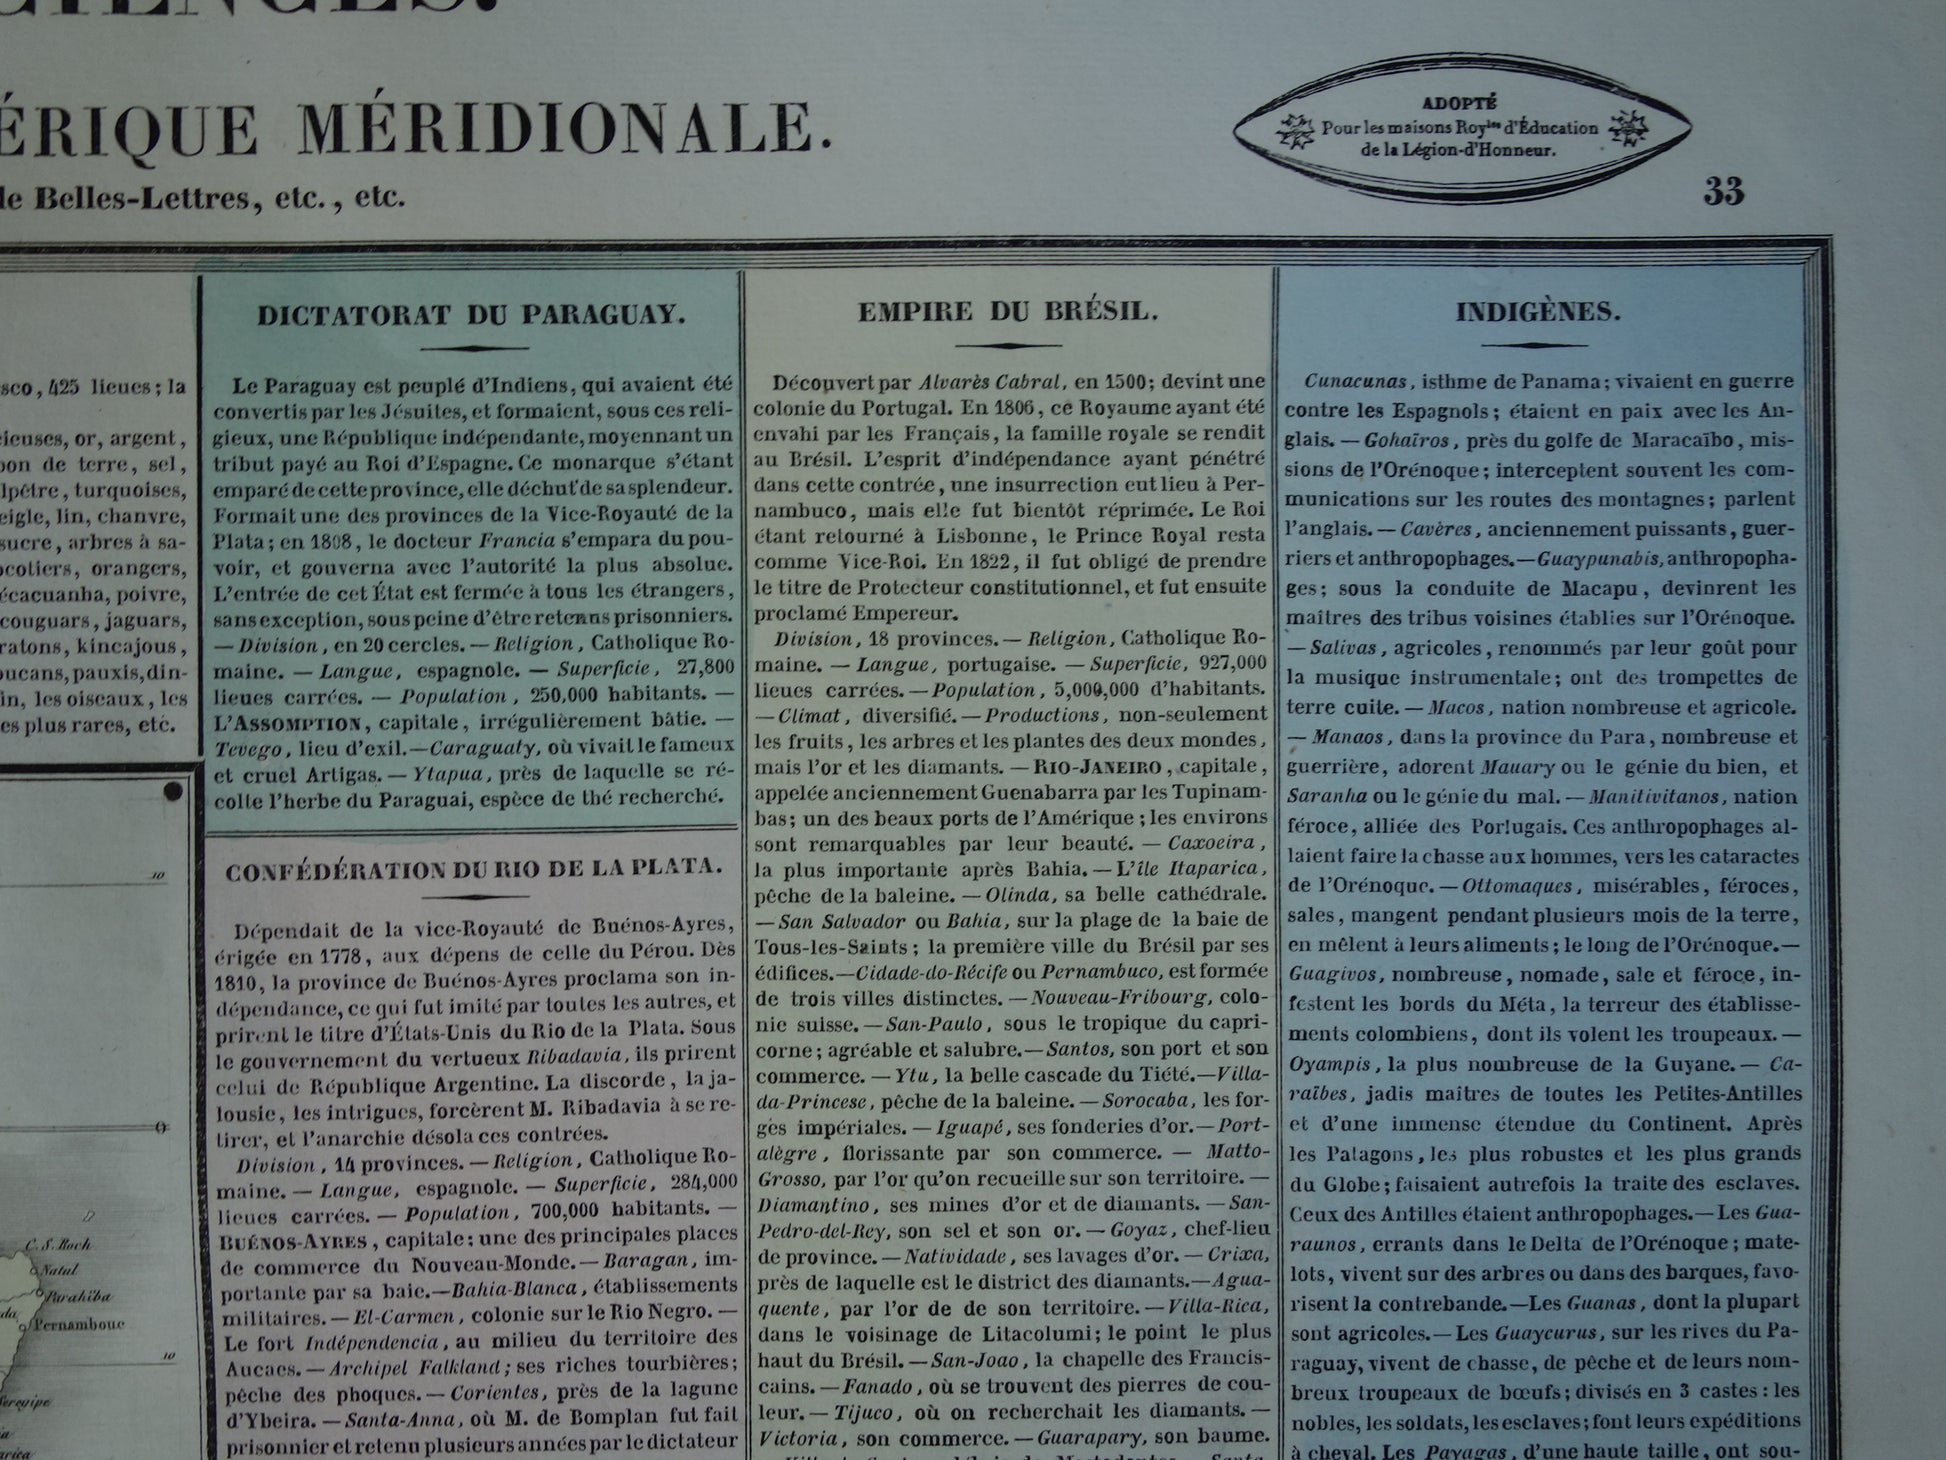 ÉRIQUE MÉRIDIONALE.
de Belles-Lettres, etc., etc.
ADOPTÉ
Pour les maisons Roy^les d'Éducation
de la Légion-d'Honneur.
33
425 lieues; la
or, argent,
de terre, sel,
turquoises,
lin, chanvre,
sucre, arbres à sa-
orangers,
poivre,
couguars, jaguars,
ratons, kincajous,
pauxis, din-
les oiseaux, les
es plus rares, etc.
10
0
10
C. S. Roch
Natal
Parahiba
Pernambouc
DICTATORAT DU PARAGUAY.
Le Paraguay est peuplé d'Indiens, qui avaient été
convertis par les Jésuites, et formaient, sous ces reli-
gieux, une République indépendante, moyennant un
tribut payé au Roi d'Espagne. Ce monarque s'étant
emparé de cette province, elle déchut de sa splendeur.
Formait une des provinces de la Vice-Royauté de la
Plata; en 1808, le docteur Francia s'empara du pou-
voir, et gouverna avec l'autorité la plus absolue.
L'entrée de cet État est fermée à tous les étrangers,
sans exception, sous peine d'être retenus prisonniers.
— Division, en 20 cercles. — Religion, Catholique Ro-
maine. — Langue, espagnole. — Superficie, 27,800
lieues carrées. — Population, 250,000 habitants. —
L'ASSOMPTION, capitale, irrégulièrement bâtie. —
Tevego, lieu d'exil. — Caraguaty, où vivait le fameux
et cruel Artigas. — Ytapua, près de laquelle se ré-
colte l'herbe du Paraguai, espèce de thé recherché.
CONFÉDÉRATION DU RIO DE LA PLATA.
Dépendait de la vice-Royauté de Buénos-Ayres,
érigée en 1778, aux dépens de celle du Pérou. Dès
1810, la province de Buénos-Ayres proclama son in-
dépendance, ce qui fut imité par toutes les autres, et
prirent le titre d'États-Unis du Rio de la Plata. Sous
le gouvernement du vertueux Ribadavia, ils prirent
celui de République Argentine. La discorde, la ja-
lousie, les intrigues, forcèrent M. Ribadavia à se re-
tirer, et l'anarchie désola ces contrées.
Division, 14 provinces. — Religion, Catholique Ro-
maine. — Langue, espagnole. — Superficie, 284,000
lieues carrées. — Population, 700,000 habitants. —
BUÉNOS-AYRES, capitale; une des principales places
de commerce du Nouveau-Monde. — Baragan, im-
portante par sa baie. — Bahia-Blanca, établissements
militaires. — El-Carmen, colonie sur le Rio Negro. —
Le fort Indépendencia, au milieu du territoire des
Aucaes. — Archipel Falkland; ses riches tourbières;
pêche des phoques. — Corientes, près de la lagune
d'Ybeira. — Santa-Anna, où M. de Bomplan fut fait
prisonnier et retenu plusieurs années par le dictateur
EMPIRE DU BRÉSIL.
Découvert par Alvarès Cabral, en 1500; devint une
colonie du Portugal. En 1806, ce Royaume ayant été
envahi par les Français, la famille royale se rendit
au Brésil. L'esprit d'indépendance ayant pénétré
dans cette contrée, une insurrection eut lieu à Per-
nambuco, mais elle fut bientôt réprimée. Le Roi
étant retourné à Lisbonne, le Prince Royal resta
comme Vice-Roi. En 1822, il fut obligé de prendre
le titre de Protecteur constitutionnel, et fut ensuite
proclamé Empereur.
Division, 18 provinces. — Religion, Catholique Ro-
maine. — Langue, portugaise. — Superficie, 927,000
lieues carrées. — Population, 5,000,000 d'habitants.
— Climat, diversifié. — Productions, non-seulement
les fruits, les arbres et les plantes des deux mondes,
mais l'or et les diamants. — RIO-JANEIRO, capitale,
appelée anciennement Guenabarra par les Tupinam-
bas; un des beaux ports de l'Amérique; les environs
sont remarquables par leur beauté. — Caxoeira,
la plus importante après Bahia. — L'île Itaparica,
pêche de la baleine. — Olinda, sa belle cathédrale.
— San Salvador ou Bahia, sur la plage de la baie de
Tous-les-Saints; la première ville du Brésil par ses
édifices. — Cidade-do-Récife ou Pernambuco, est formée
de trois villes distinctes. — Nouveau-Fribourg, colo-
nie suisse. — San-Paulo, sous le tropique du capri-
corne; agréable et salubre. — Santos, son port et son
commerce. — Ytu, la belle cascade du Tiété. — Villa-
da-Princese, pêche de la baleine. — Sorocaba, les for-
ges impériales. — Iguapé, ses fonderies d'or. — Port-
alègre, florissante par son commerce. — Matto-
Grosso, par l'or qu'on recueille sur son territoire. —
Diamantino, ses mines d'or et de diamants. — San-
Pedro-del-Rey, son sel et son or. — Goyaz, chef-lieu
de province. — Natividade, ses lavages d'or. — Crixa,
près de laquelle est le district des diamants. — Agua-
quente, par l'or de de son territoire. — Villa-Rica,
dans le voisinage de Litacolumi; le point le plus
haut du Brésil. — San-Joao, la chapelle des Francis-
cains. — Fanado, où se trouvent des pierres de cou-
leur. — Tijuco, où on recherchait les diamants. —
Victoria, son commerce. — Guarapary, son baume.
INDIGÈNES.
Cunacunas, isthme de Panama; vivaient en guerre
contre les Espagnols; étaient en paix avec les An-
glais. — Gohaïros, près du golfe de Maracaïbo, mis-
sions de l'Orénoque; interceptent souvent les com-
munications sur les routes des montagnes; parlent
l'anglais. — Cavères, anciennement puissants, guer-
riers et anthropophages. — Guaypunabis, anthropopha-
ges; sous la conduite de Macapu, devinrent les
maîtres des tribus voisines établies sur l'Orénoque.
— Salivas, agricoles, renommés par leur goût pour
la musique instrumentale; ont des trompettes de
terre cuite. — Macos, nation nombreuse et agricole.
— Manaos, dans la province du Para, nombreuse et
guerrière, adorent Mauary ou le génie du bien, et
Saranha ou le génie du mal. — Manitivitanos, nation
féroce, alliée des Portugais. Ces anthropophages al-
laient faire la chasse aux hommes, vers les cataractes
de l'Orénoque. — Ottomaques, misérables, féroces,
sales, mangent pendant plusieurs mois de la terre,
en mêlent à leurs aliments; le long de l'Orénoque. —
Guagivos, nombreuse, nomade, sale et féroce, in-
festent les bords du Méta, la terreur des établisse-
ments colombiens, dont ils volent les troupeaux. —
Oyampis, la plus nombreuse de la Guyane. — Ca-
raïbes, jadis maîtres de toutes les Petites-Antilles
et d'une immense étendue du Continent. Après
les Patagons, les plus robustes et les plus grands
du Globe; faisaient autrefois la traite des esclaves.
Ceux des Antilles étaient anthropophages. — Les Gua-
raunos, errants dans le Delta de l'Orénoque; mate-
lots, vivent sur des arbres ou dans des barques, favo-
risent la contrebande. — Les Guanas, dont la plupart
sont agricoles. — Les Guaycurus, sur les rives du Pa-
raguay, vivent de chasse, de pêche et de leurs nom-
breux troupeaux de bœufs; divisés en 3 castes: les
nobles, les soldats, les esclaves; font leurs expéditions
à cheval. Les Payagas, d'une haute taille, ont sou-